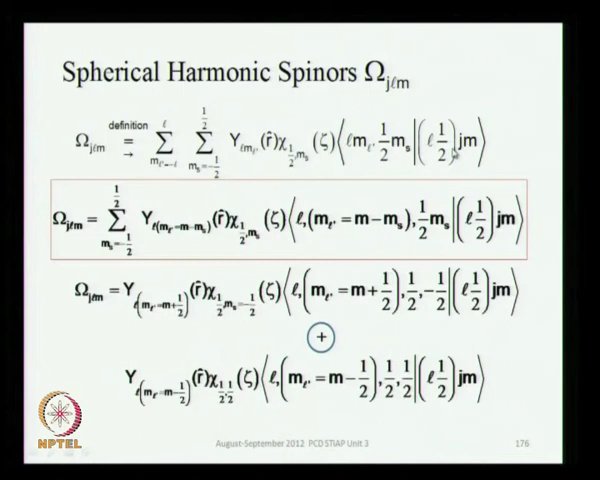 Spherical Harmonic Spinors Ω_{jℓm}
Ω_{jℓm} =^{definition}_{→} ∑_{m_ℓ'=-ℓ}^{ℓ} ∑_{m_s=-1/2}^{1/2} Y_{ℓm_ℓ'}(r̂)χ_{1/2,m_s}(ζ)⟨ℓm_ℓ' 1/2 m_s|(ℓ 1/2)jm⟩
Ω_{jℓm} = ∑_{m_s=-1/2}^{1/2} Y_{ℓ(m_ℓ'=m-m_s)}(r̂)χ_{1/2,m_s}(ζ)⟨ℓ,(m_ℓ'=m-m_s),1/2 m_s|(ℓ 1/2)jm⟩
Ω_{jℓm} = Y_{ℓ(m_ℓ'=m+1/2)}(r̂)χ_{1/2,m_s=-1/2}(ζ)⟨ℓ,(m_ℓ'=m+1/2),1/2,-1/2|(ℓ 1/2)jm⟩
+
Y_{ℓ(m_ℓ'=m-1/2)}(r̂)χ_{1/2,1/2}(ζ)⟨ℓ,(m_ℓ'=m-1/2),1/2,1/2|(ℓ 1/2)jm⟩
NPTEL
August-September 2012 PCD STIAP Unit 3
176